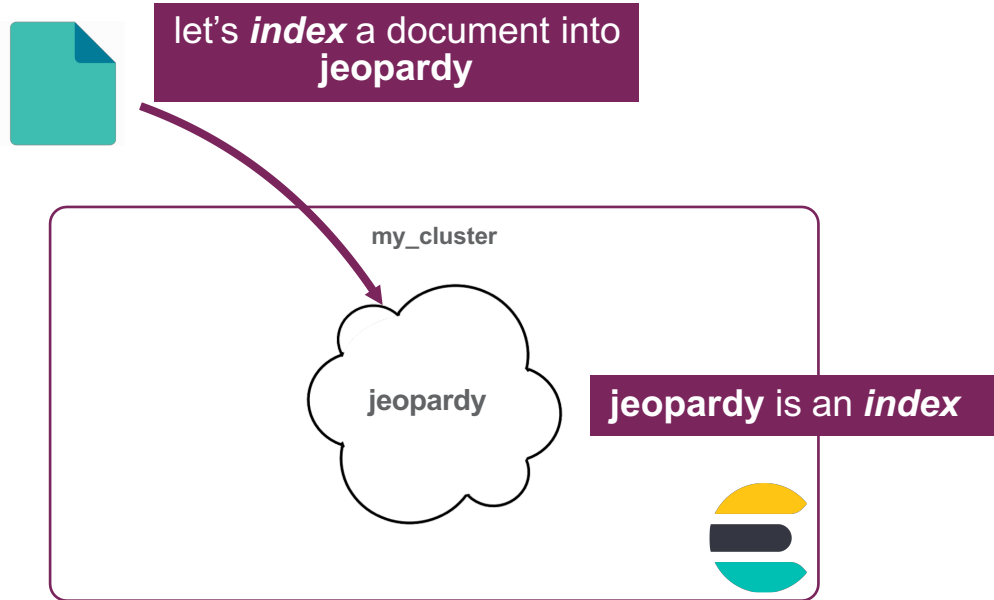 let's index a document into
jeopardy
my_cluster
jeopardy
jeopardy is an index